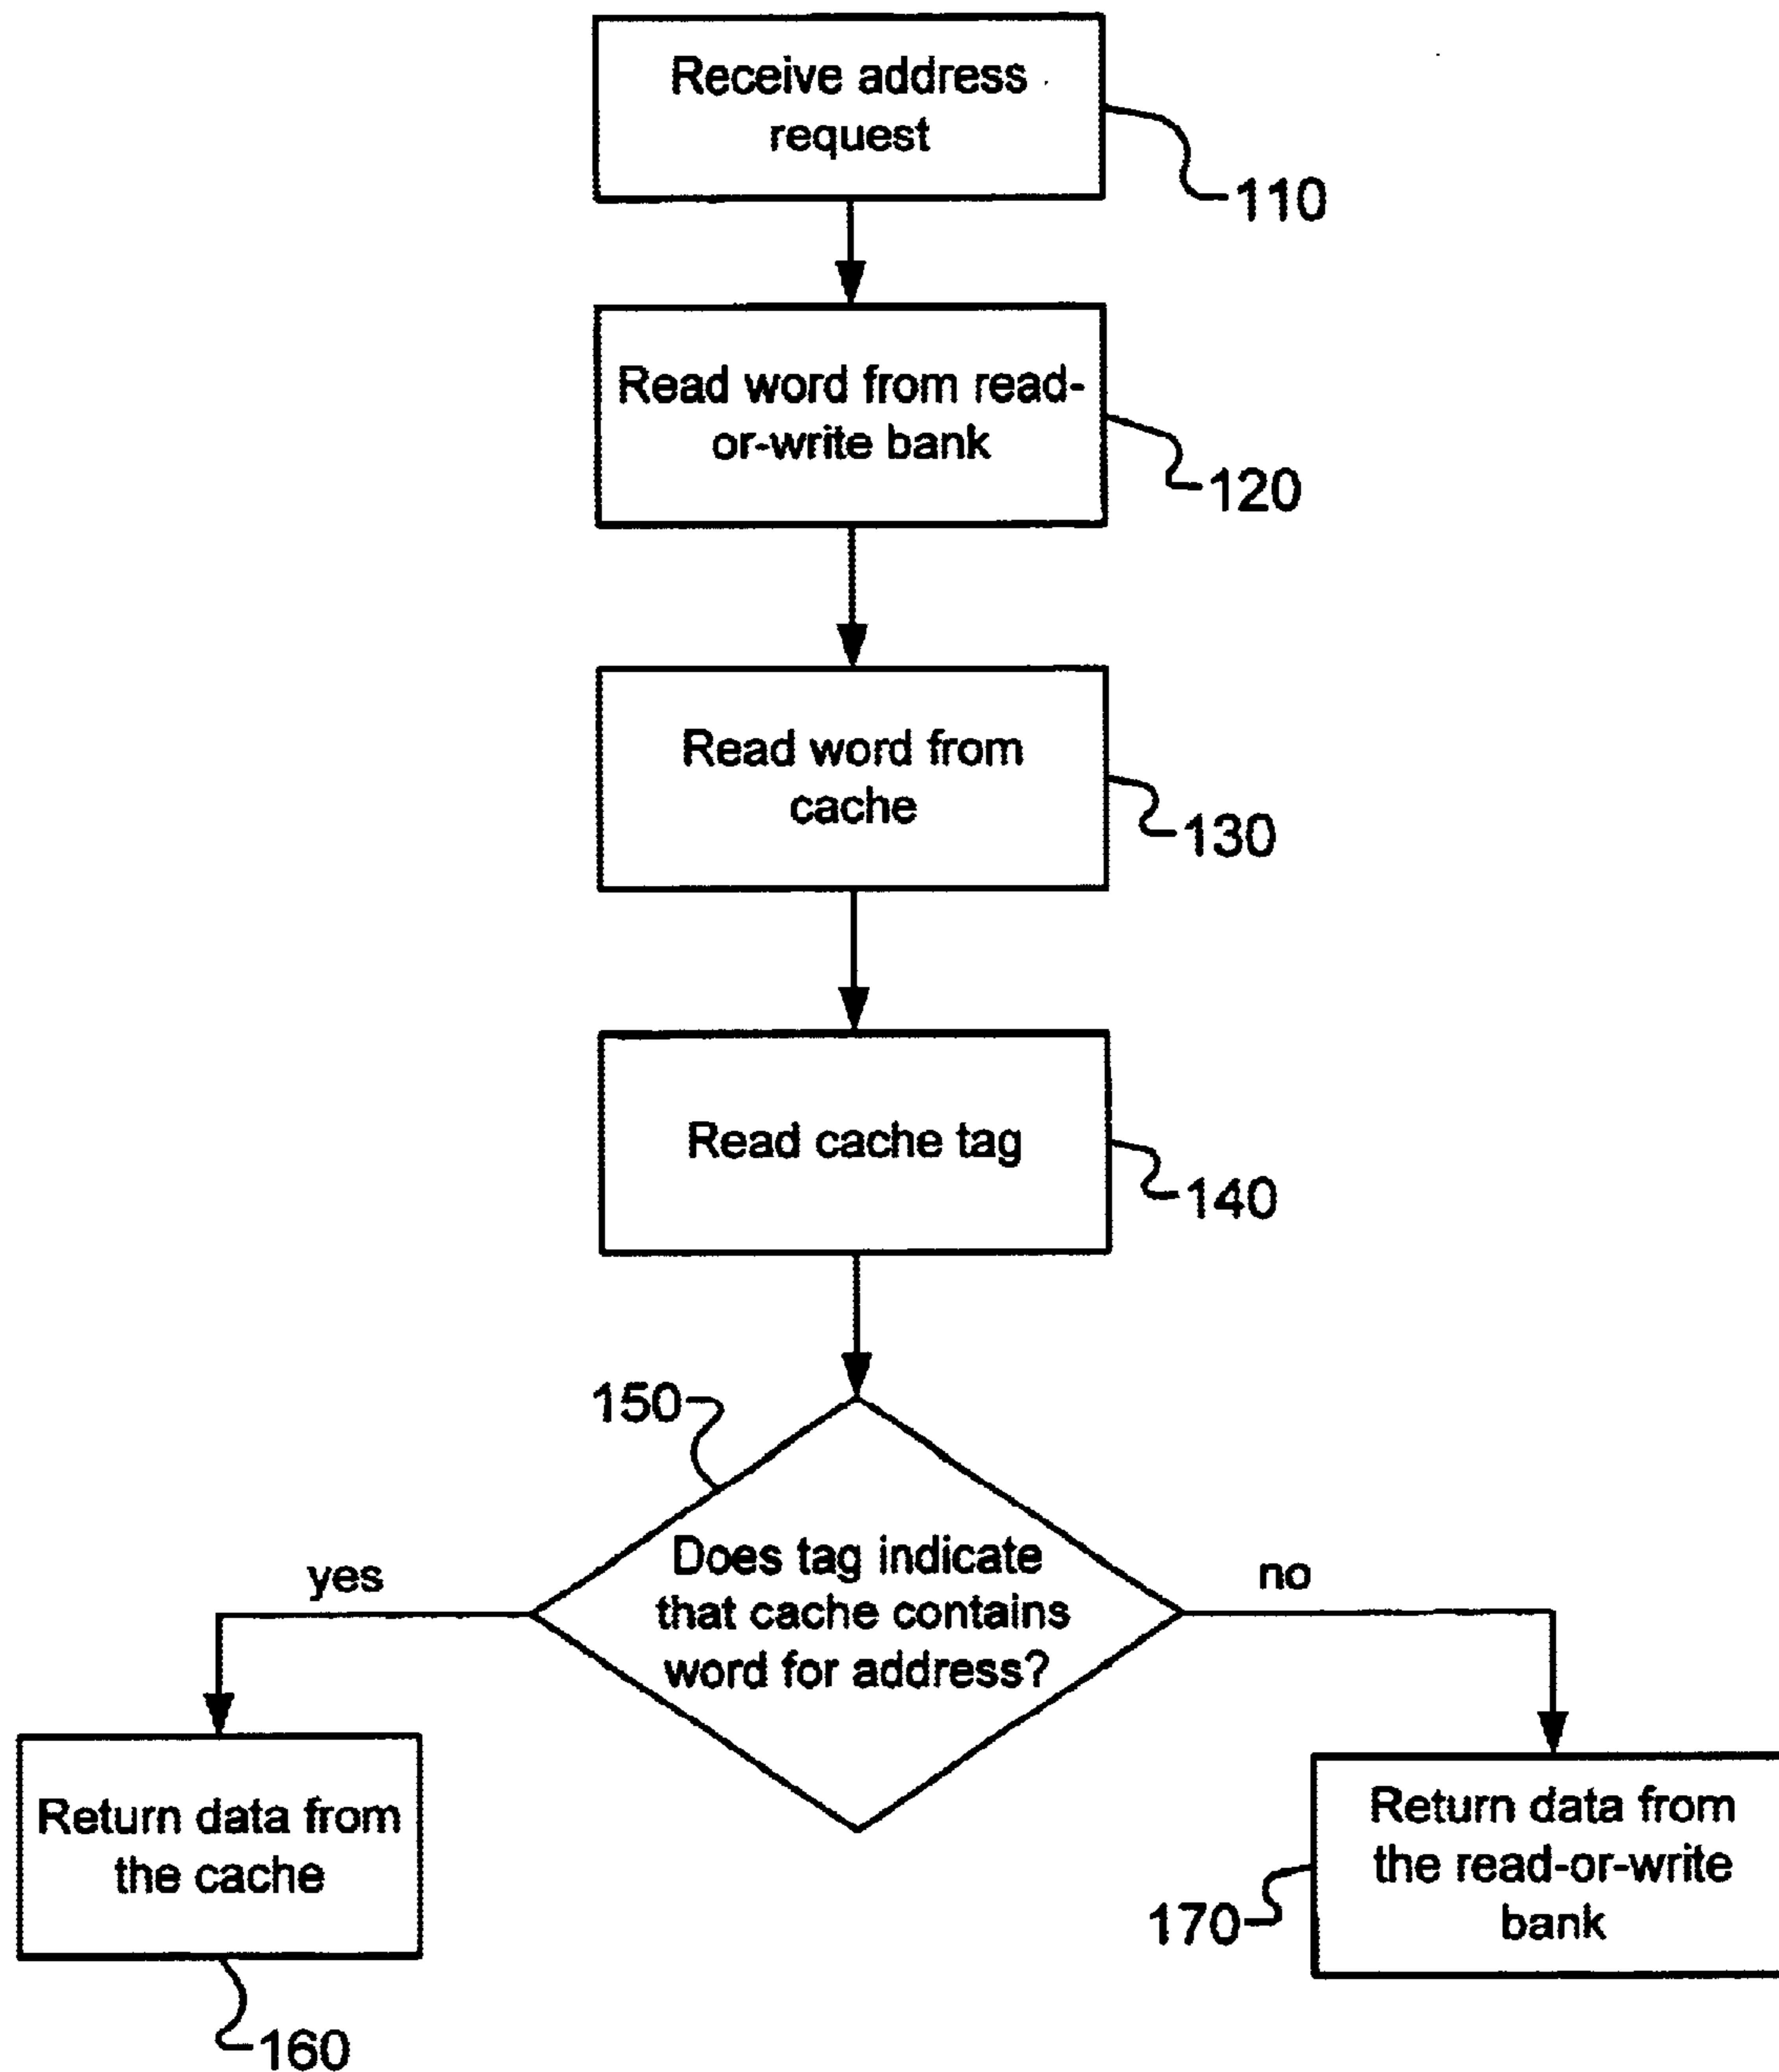 Receive address
request
110
Read word from read-
or-write bank
120
Read word from
cache
130
Read cache tag
140
150
Does tag indicate
that cache contains
word for address?
yes
no
Return data from
the cache
160
Return data from
the read-or-write
bank
170